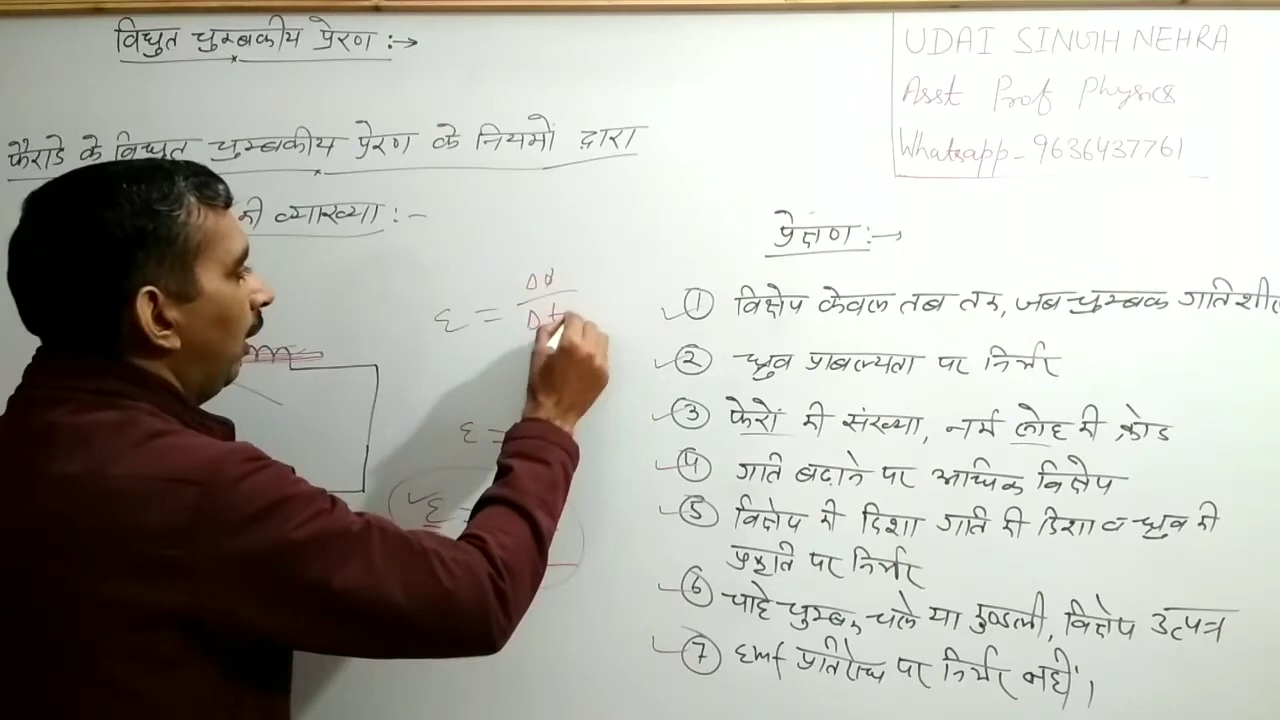 विद्युत चुम्बकीय प्रेरण :→
फैराडे के विद्युत चुम्बकीय प्रेरण के नियमों द्वारा
की व्याख्या :-
ε = Δφ / Δt
ε =
ε
UDAI SINGH NEHRA
Asst Prof Physics
Whatsapp - 9636437761
प्रेक्षण :→
① विक्षेप केवल तब तक, जब चुम्बक गतिशील
② ध्रुव प्राबल्यता पर निर्भर
③ फेरों की संख्या, नर्म लोह की क्रोड
④ गति बढाने पर अधिक विक्षेप
⑤ विक्षेप की दिशा गति की दिशा व ध्रुव की
प्रकृति पर निर्भर
⑥ चाहे चुम्बक चले या कुण्डली, विक्षेप उत्पन्न
⑦ emf प्रतिरोध पर निर्भर नहीं।